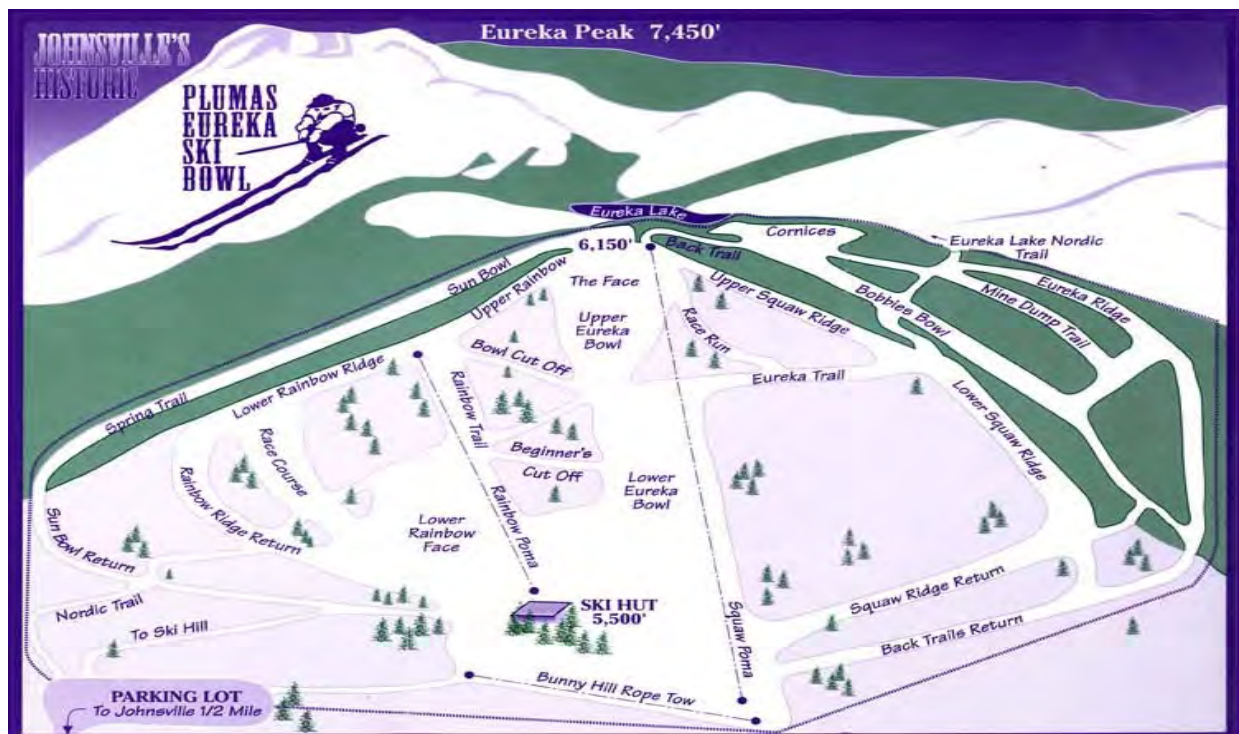 Eureka Peak 7,450'
JOHNSVILLE'S
HISTORIC
PLUMAS
EUREKA
SKI
BOWL
Eureka Lake
Cornices
Eureka Lake Nordic
Trail
6,150'
Back Trail
Sun Bowl
Upper Rainbow
The Face
Upper Squaw Ridge
Bobbies Bowl
Mine Dump Trail
Eureka Ridge
Upper
Eureka
Bowl
Race Run
Bowl Cut Off
Eureka Trail
Spring Trail
Lower Rainbow Ridge
Rainbow Trail
Lower Squaw Ridge
Race Course
Beginner's
Cut Off
Rainbow Ridge Return
Rainbow Poma
Lower
Eureka
Bowl
Lower
Rainbow
Face
Sun Bowl Return
Nordic Trail
To Ski Hill
SKI HUT
5,500'
Squaw Poma
Squaw Ridge Return
Back Trails Return
Bunny Hill Rope Tow
PARKING LOT
To Johnsville 1/2 Mile